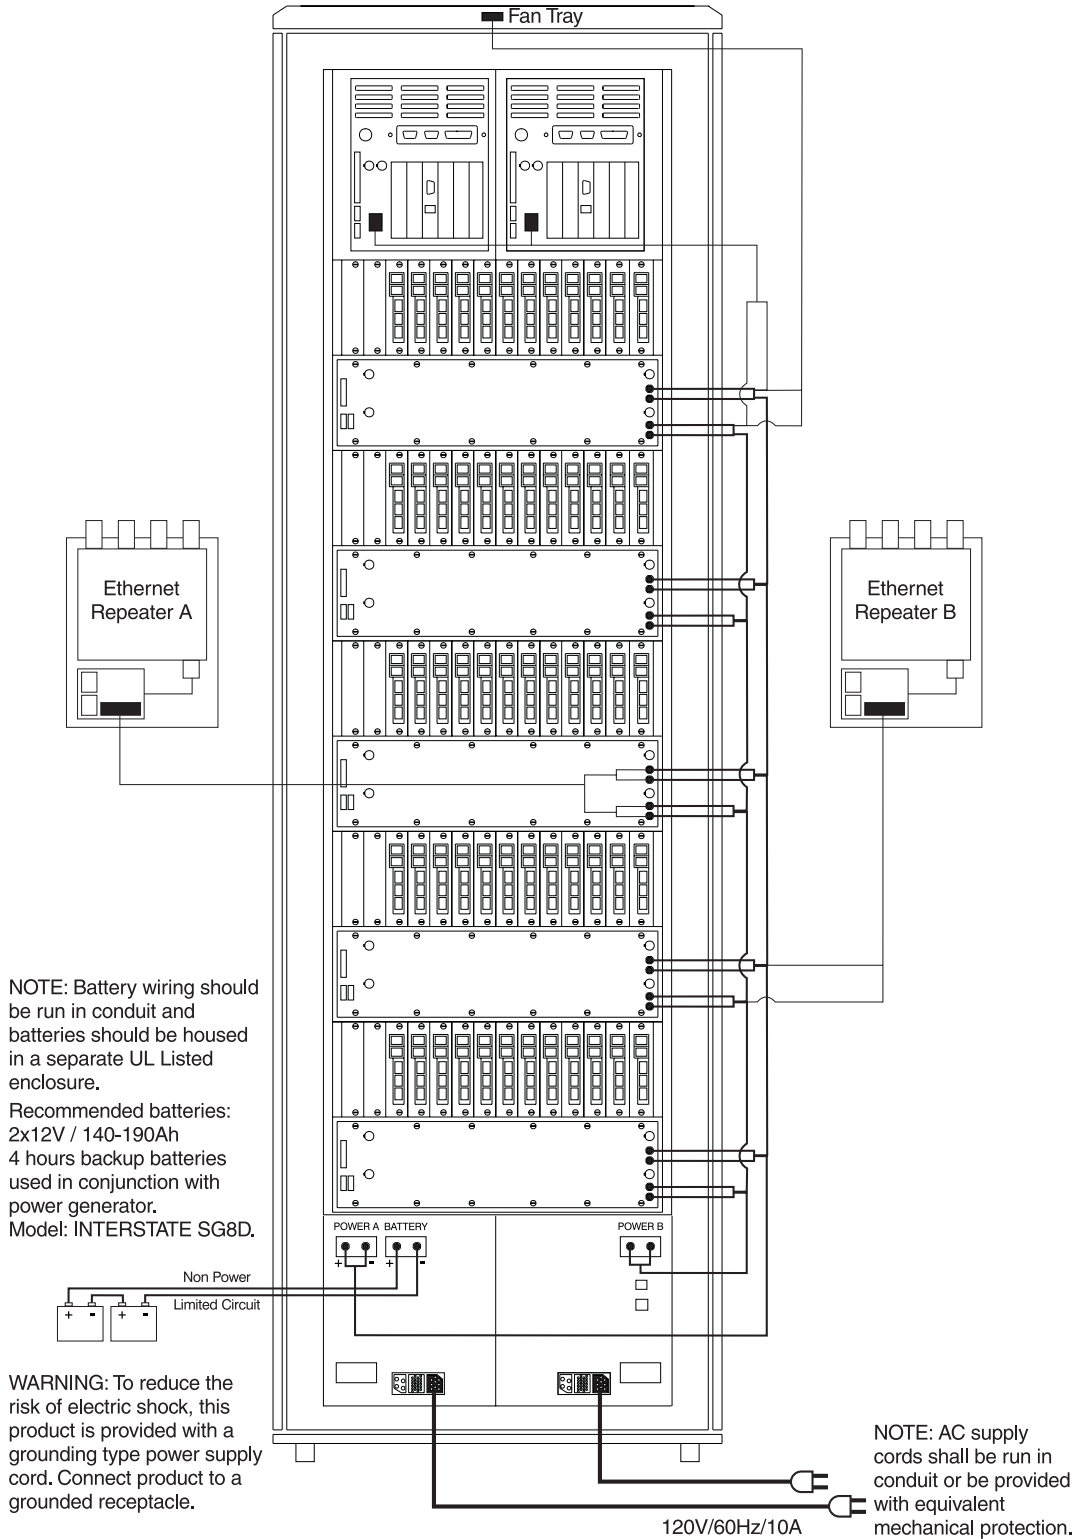 Fan Tray
Ethernet
Repeater A
Ethernet
Repeater B
NOTE: Battery wiring should
be run in conduit and
batteries should be housed
in a separate UL Listed
enclosure.
Recommended batteries:
2x12V / 140-190Ah
4 hours backup batteries
used in conjunction with
power generator.
Model: INTERSTATE SG8D.
POWER A BATTERY
POWER B
+ - + -
Non Power
Limited Circuit
+ - + -
WARNING: To reduce the
risk of electric shock, this
product is provided with a
grounding type power supply
cord. Connect product to a
grounded receptacle.
NOTE: AC supply
cords shall be run in
conduit or be provided
with equivalent
mechanical protection.
120V/60Hz/10A